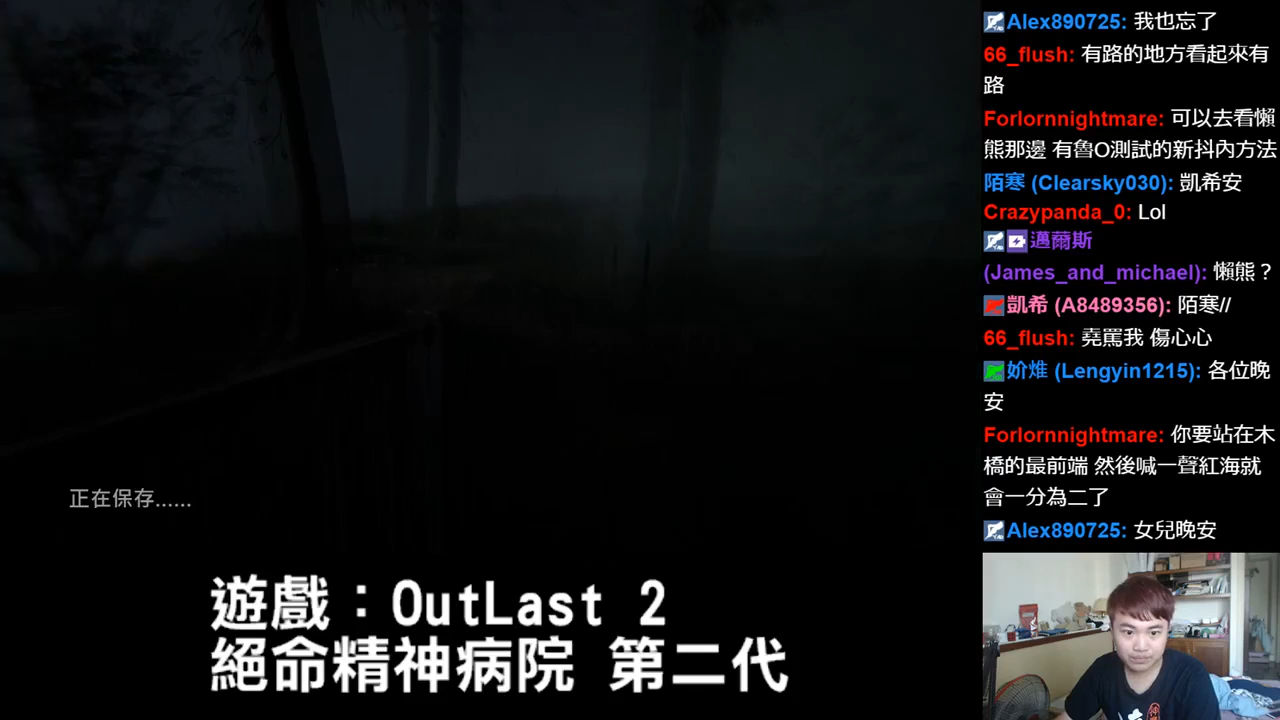 正在保存......
遊戲：OutLast 2
絕命精神病院 第二代
Alex890725: 我也忘了
66_flush: 有路的地方看起來有
路
Forlornnightmare: 可以去看懶
熊那邊 有魯O測試的新抖內方法
陌寒 (Clearsky030): 凱希安
Crazypanda_0: Lol
邁爾斯
(James_and_michael): 懶熊？
凱希 (A8489356): 陌寒//
66_flush: 堯罵我 傷心心
妎烓 (Lengyin1215): 各位晚
安
Forlornnightmare: 你要站在木
橋的最前端 然後喊一聲紅海就
會一分為二了
Alex890725: 女兒晚安